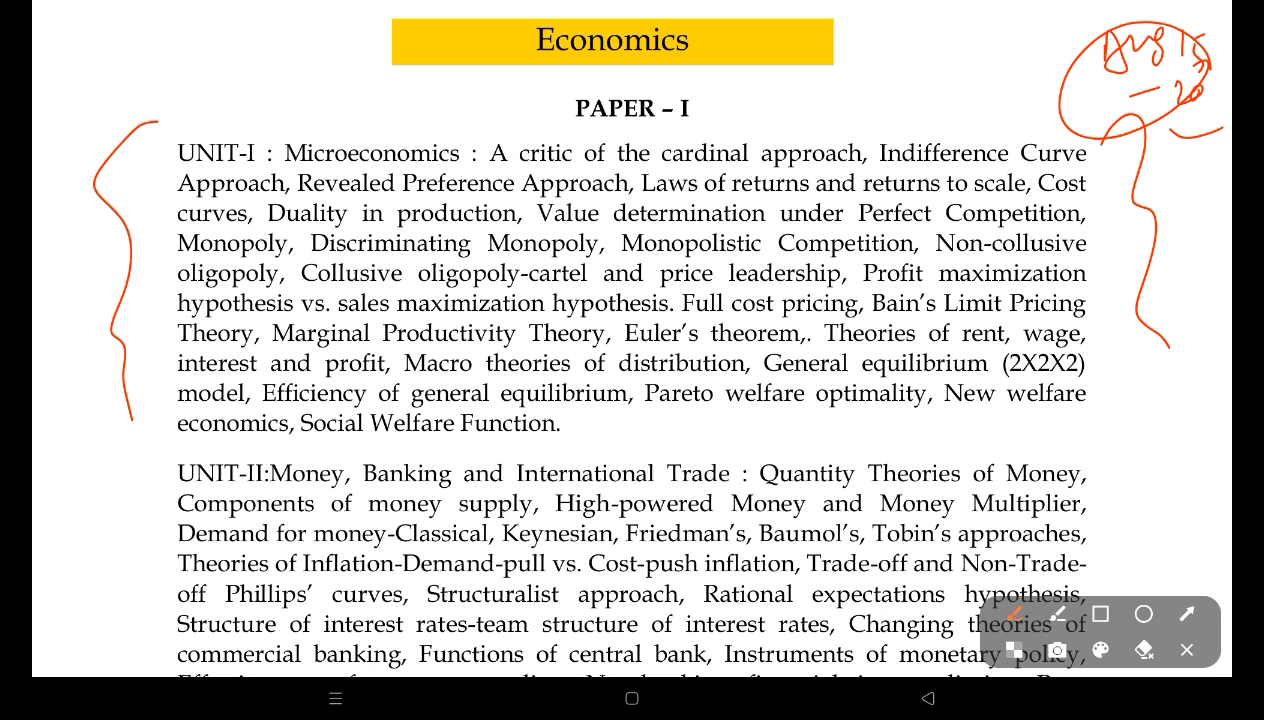 Economics
Aug 15
- 20
PAPER – I
UNIT-I : Microeconomics : A critic of the cardinal approach, Indifference Curve
Approach, Revealed Preference Approach, Laws of returns and returns to scale, Cost
curves, Duality in production, Value determination under Perfect Competition,
Monopoly, Discriminating Monopoly, Monopolistic Competition, Non-collusive
oligopoly, Collusive oligopoly-cartel and price leadership, Profit maximization
hypothesis vs. sales maximization hypothesis. Full cost pricing, Bain's Limit Pricing
Theory, Marginal Productivity Theory, Euler's theorem,. Theories of rent, wage,
interest and profit, Macro theories of distribution, General equilibrium (2X2X2)
model, Efficiency of general equilibrium, Pareto welfare optimality, New welfare
economics, Social Welfare Function.
UNIT-II:Money, Banking and International Trade : Quantity Theories of Money,
Components of money supply, High-powered Money and Money Multiplier,
Demand for money-Classical, Keynesian, Friedman's, Baumol's, Tobin's approaches,
Theories of Inflation-Demand-pull vs. Cost-push inflation, Trade-off and Non-Trade-
off Phillips' curves, Structuralist approach, Rational expectations hypothesis,
Structure of interest rates-team structure of interest rates, Changing theories of
commercial banking, Functions of central bank, Instruments of monetary policy,